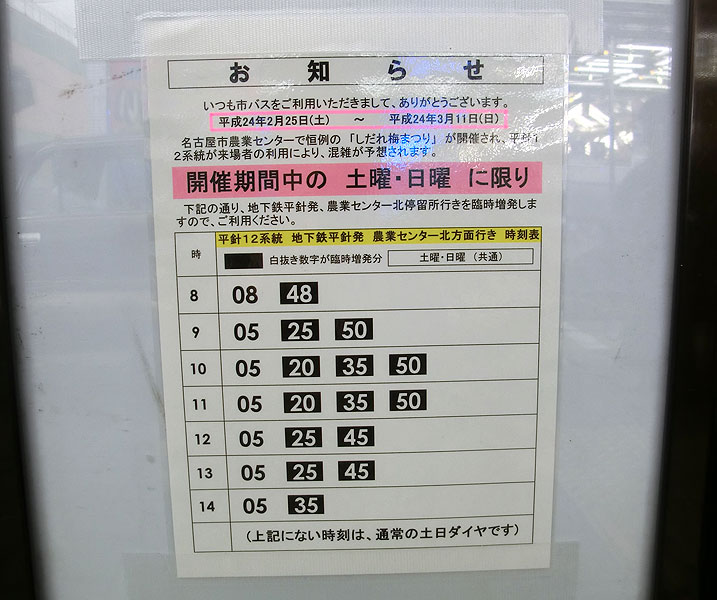 お知らせ
いつも市バスをご利用いただきまして、ありがとうございます。
平成24年2月25日(土) ～ 平成24年3月11日(日)
名古屋市農業センターで恒例の「しだれ梅まつり」が開催され、平針1
2系統が来場者の利用により、混雑が予想されます。
開催期間中の 土曜・日曜 に限り
下記の通り、地下鉄平針発、農業センター北停留所行きを臨時増発しま
すので、ご利用ください。
時 平針12系統 地下鉄平針発 農業センター北方面行き 時刻表
白抜き数字が臨時増発分 土曜・日曜 (共通)
8 08 48
9 05 25 50
10 05 20 35 50
11 05 20 35 50
12 05 25 45
13 05 25 45
14 05 35
(上記にない時刻は、通常の土日ダイヤです)